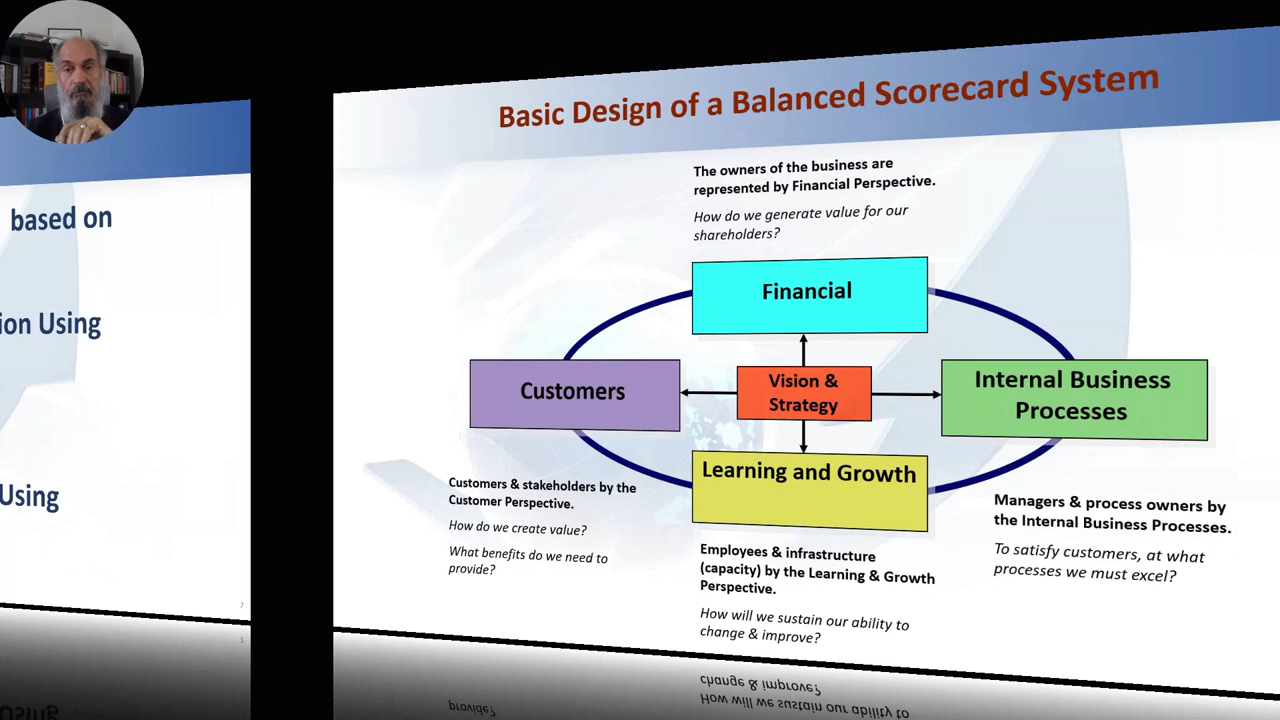 based on
ion Using
Using
7
Basic Design of a Balanced Scorecard System
The owners of the business are
represented by Financial Perspective.
How do we generate value for our
shareholders?
Financial
Customers
Vision &
Strategy
Internal Business
Processes
Learning and Growth
Customers & stakeholders by the
Customer Perspective.
How do we create value?
What benefits do we need to
provide?
Employees & infrastructure
(capacity) by the Learning & Growth
Perspective.
How will we sustain our ability to
change & improve?
Managers & process owners by
the Internal Business Processes.
To satisfy customers, at what
processes we must excel?